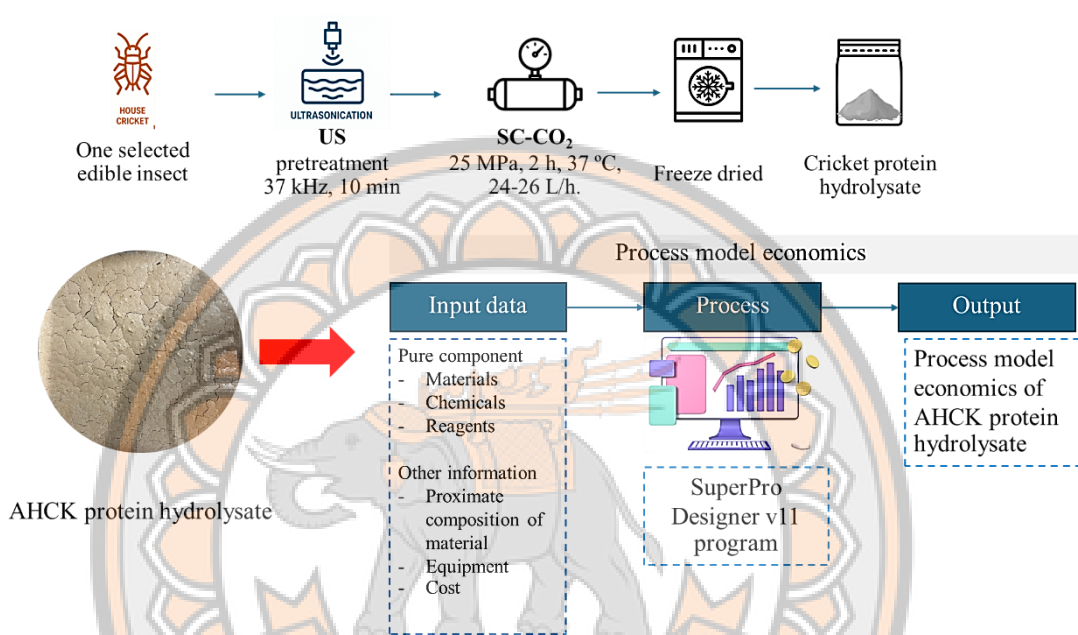 HOUSE
CRICKET
One selected
edible insect
ULTRASONICATION
US
pretreatment
37 kHz, 10 min
SC-CO₂
25 MPa, 2 h, 37 ºC,
24-26 L/h.
Freeze dried
Cricket protein
hydrolysate
Process model economics
AHCK protein hydrolysate
Input data
Pure component
- Materials
- Chemicals
- Reagents
Other information
- Proximate
composition of
material
- Equipment
- Cost
Process
SuperPro
Designer v11
program
Output
Process model
economics of
AHCK protein
hydrolysate